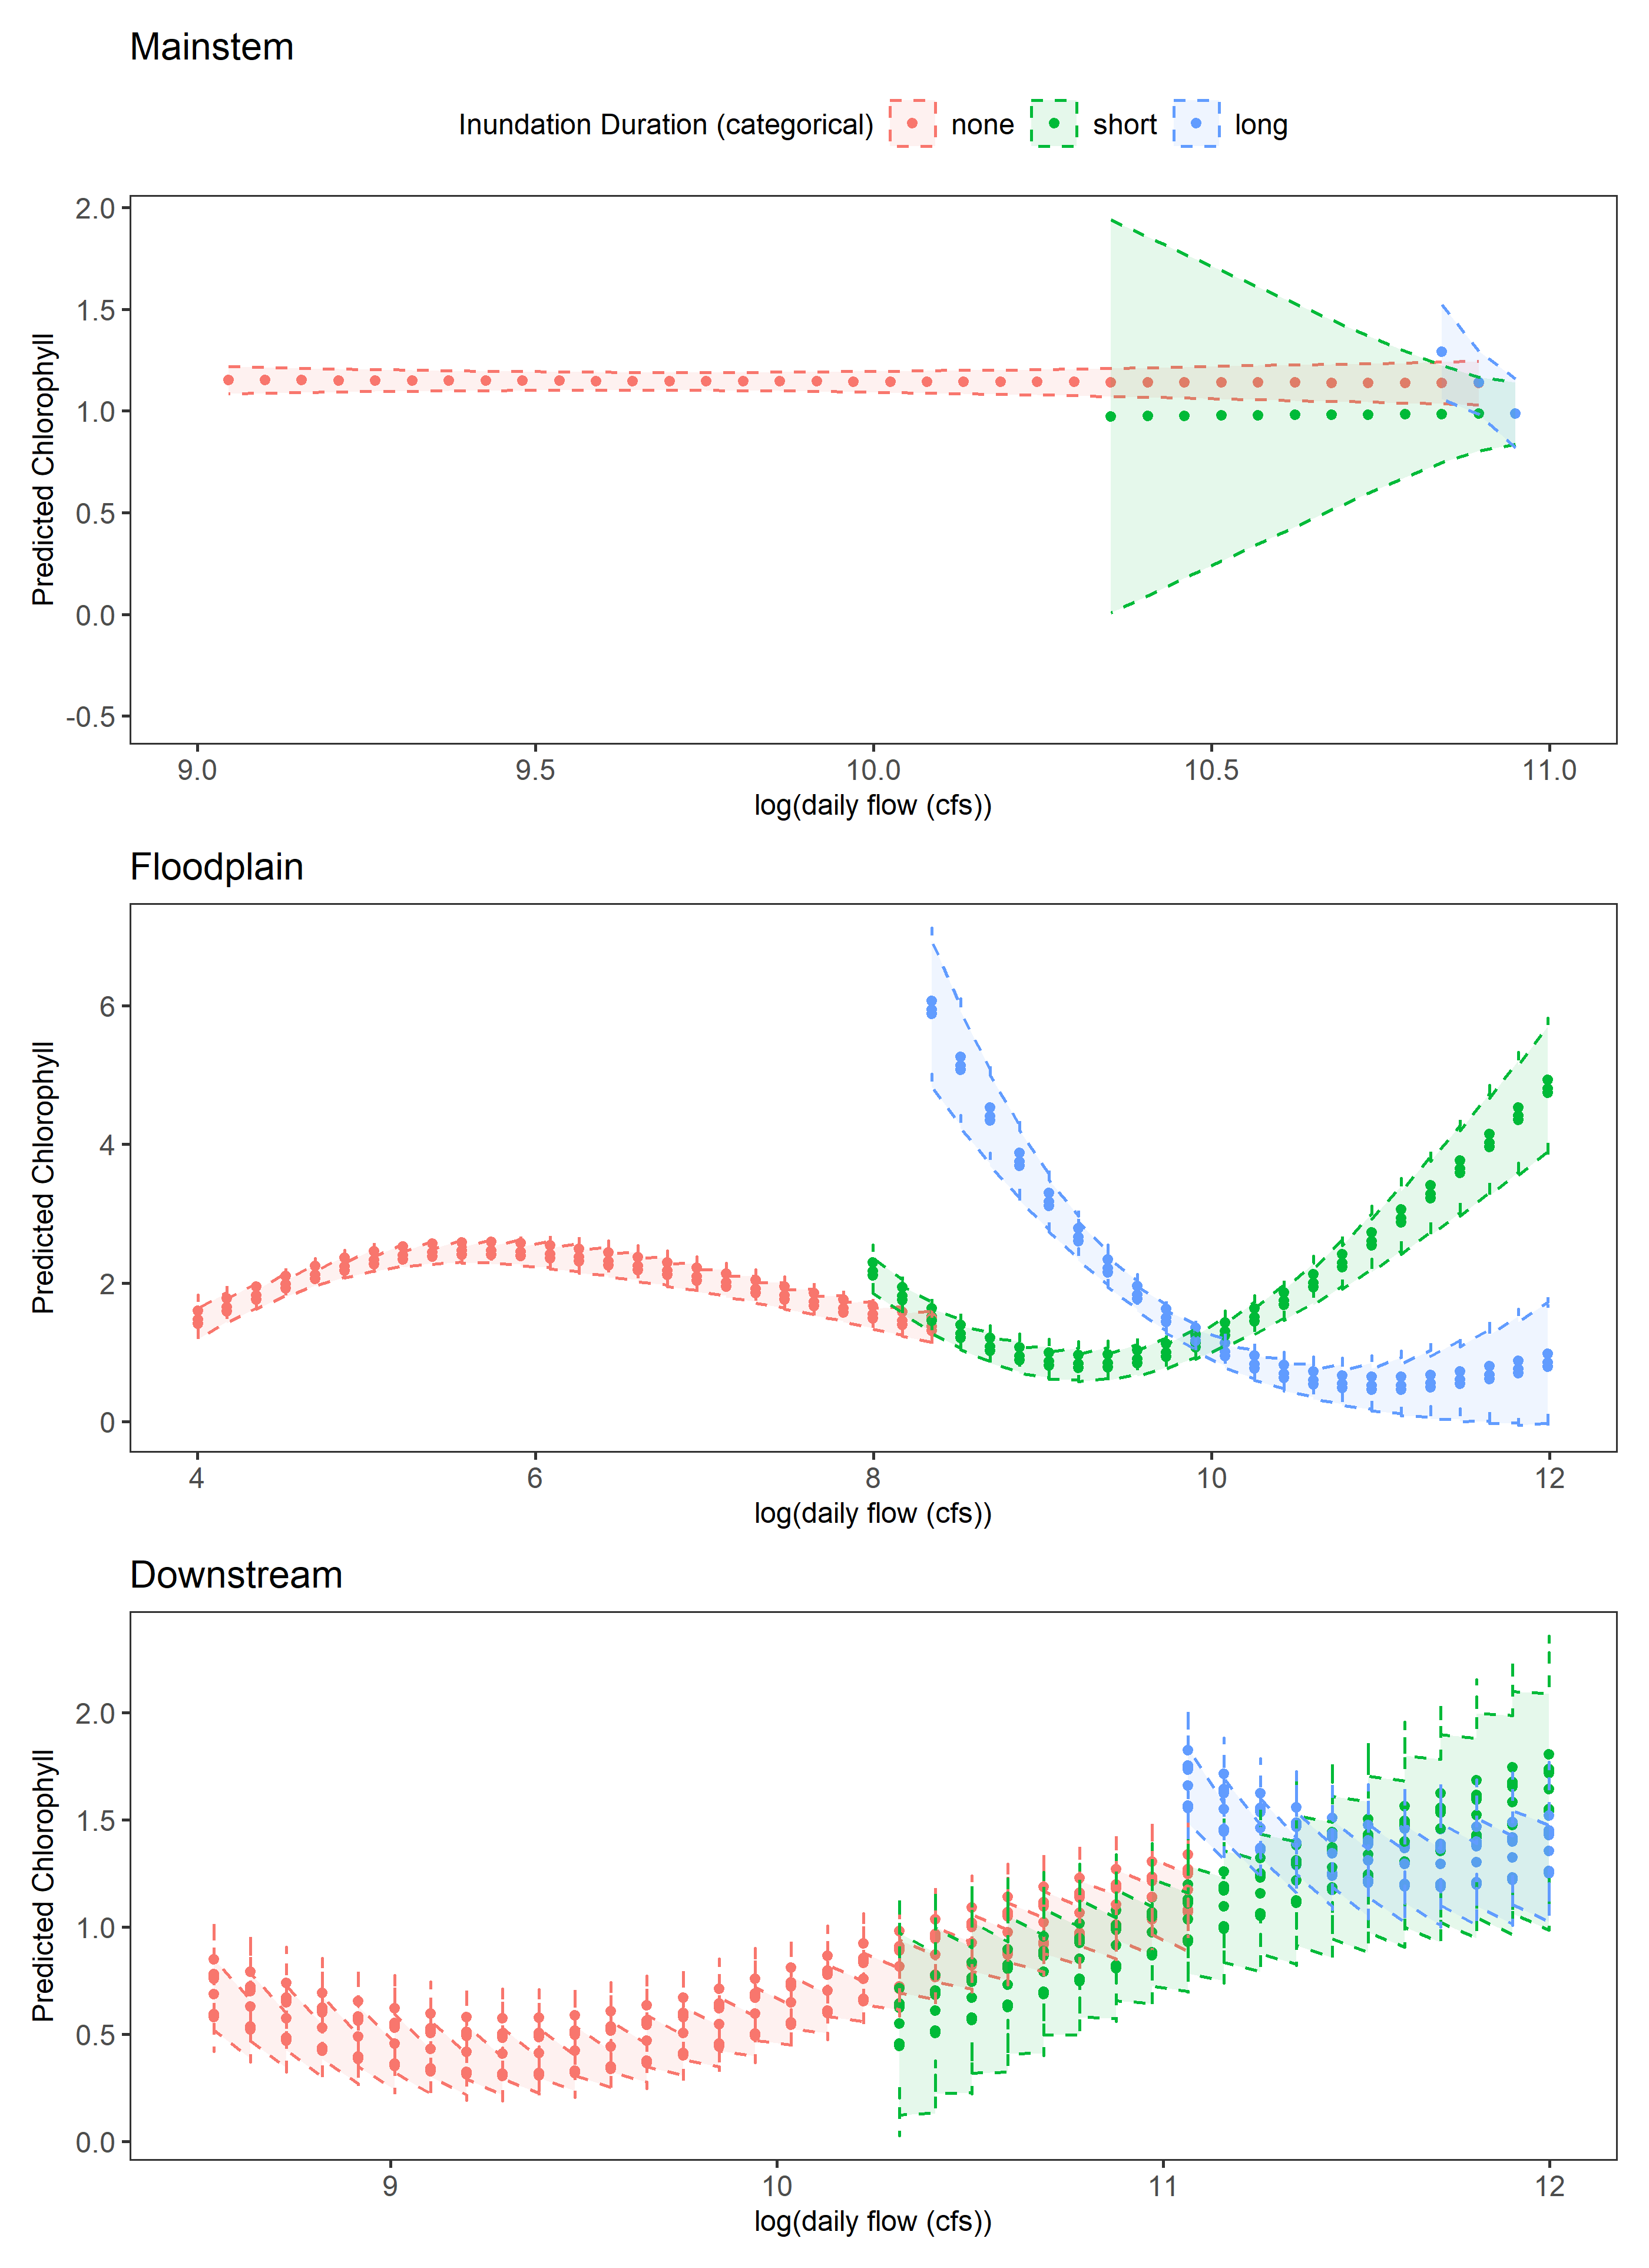 Mainstem
Inundation Duration (categorical) none short long
2.0
1.5
1.0
0.5
0.0
-0.5
Predicted Chlorophyll
9.0 9.5 10.0 10.5 11.0
log(daily flow (cfs))
Floodplain
6
4
2
0
Predicted Chlorophyll
4 6 8 10 12
log(daily flow (cfs))
Downstream
2.0
1.5
1.0
0.5
0.0
Predicted Chlorophyll
9 10 11 12
log(daily flow (cfs))